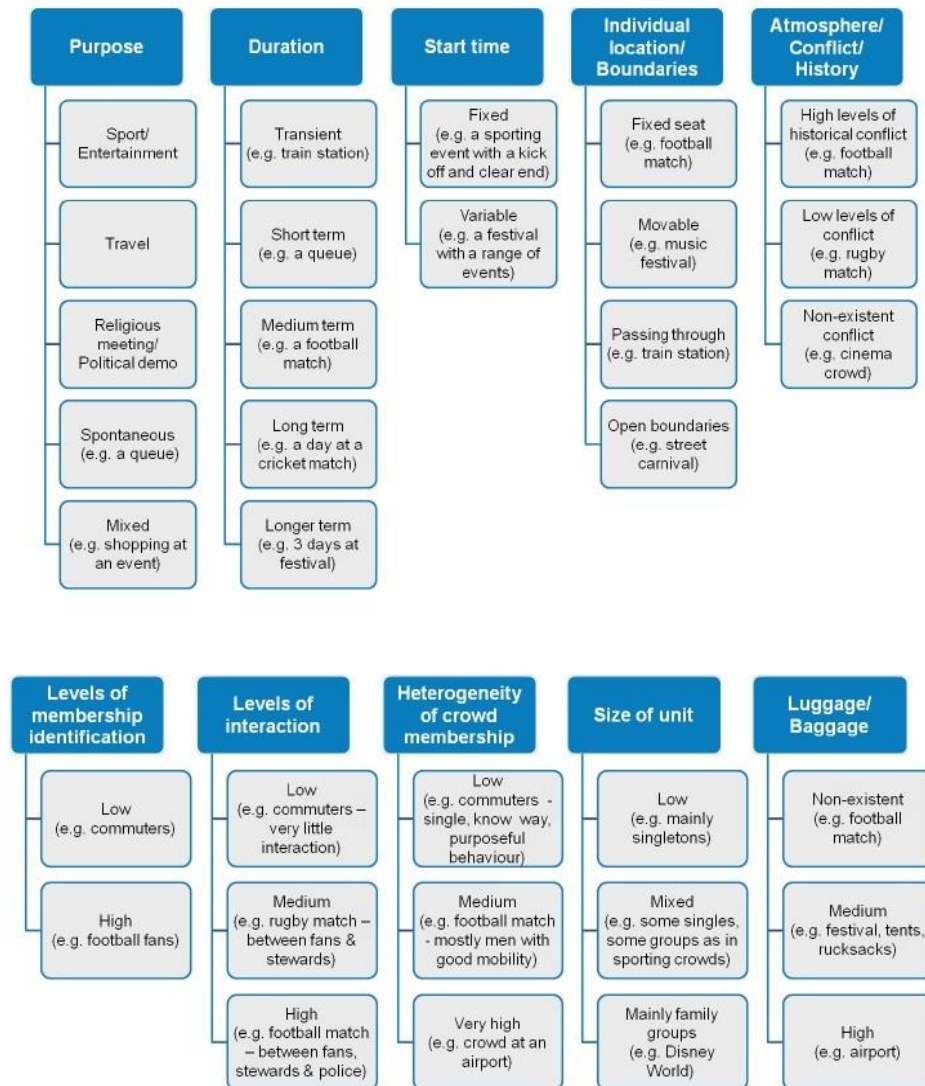 Purpose
Sport/
Entertainment
Travel
Religious
meeting/
Political demo
Spontaneous
(e.g. a queue)
Mixed
(e.g. shopping at
an event)
Duration
Transient
(e.g. train station)
Short term
(e.g. a queue)
Medium term
(e.g. a football
match)
Long term
(e.g. a day at a
cricket match)
Longer term
(e.g. 3 days at
festival)
Start time
Fixed
(e.g. a sporting
event with a kick
off and clear end)
Variable
(e.g. a festival
with a range of
events)
Individual
location/
Boundaries
Fixed seat
(e.g. football
match)
Movable
(e.g. music
festival)
Passing through
(e.g. train station)
Open boundaries
(e.g. street
carnival)
Atmosphere/
Conflict/
History
High levels of
historical conflict
(e.g. football
match)
Low levels of
conflict
(e.g. rugby
match)
Non-existent
conflict
(e.g. cinema
crowd)
Levels of
membership
identification
Low
(e.g. commuters)
High
(e.g. football fans)
Levels of
interaction
Low
(e.g. commuters –
very little
interaction)
Medium
(e.g. rugby match –
between fans &
stewards)
High
(e.g. football match
– between fans,
stewards & police)
Heterogeneity
of crowd
membership
Low
(e.g. commuters -
single, know way,
purposeful
behaviour)
Medium
(e.g. football match
- mostly men with
good mobility)
Very high
(e.g. crowd at an
airport)
Size of unit
Low
(e.g. mainly
singletons)
Mixed
(e.g. some singles,
some groups as in
sporting crowds)
Mainly family
groups
(e.g. Disney
World)
Luggage/
Baggage
Non-existent
(e.g. football
match)
Medium
(e.g. festival, tents,
rucksacks)
High
(e.g. airport)